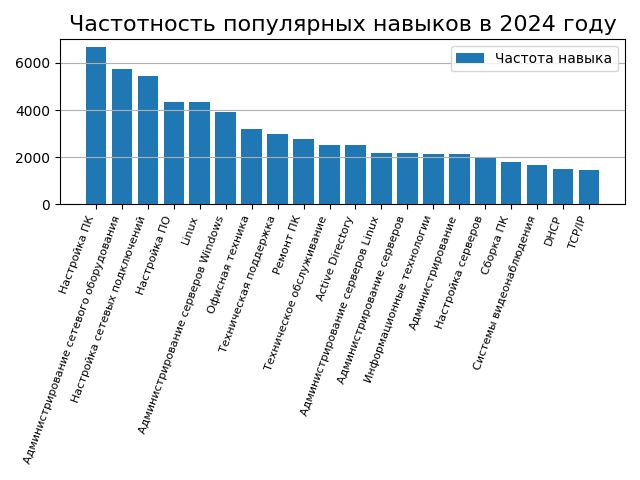 Частотность популярных навыков в 2024 году
Частота навыка
6000
4000
2000
0
Настройка ПК
Администрирование сетевого оборудования
Настройка сетевых подключений
Настройка ПО
Linux
Администрирование серверов Windows
Офисная техника
Техническая поддержка
Ремонт ПК
Техническое обслуживание
Active Directory
Администрирование серверов Linux
Администрирование серверов
Информационные технологии
Администрирование
Настройка серверов
Сборка ПК
Системы видеонаблюдения
DHCP
TCP/IP